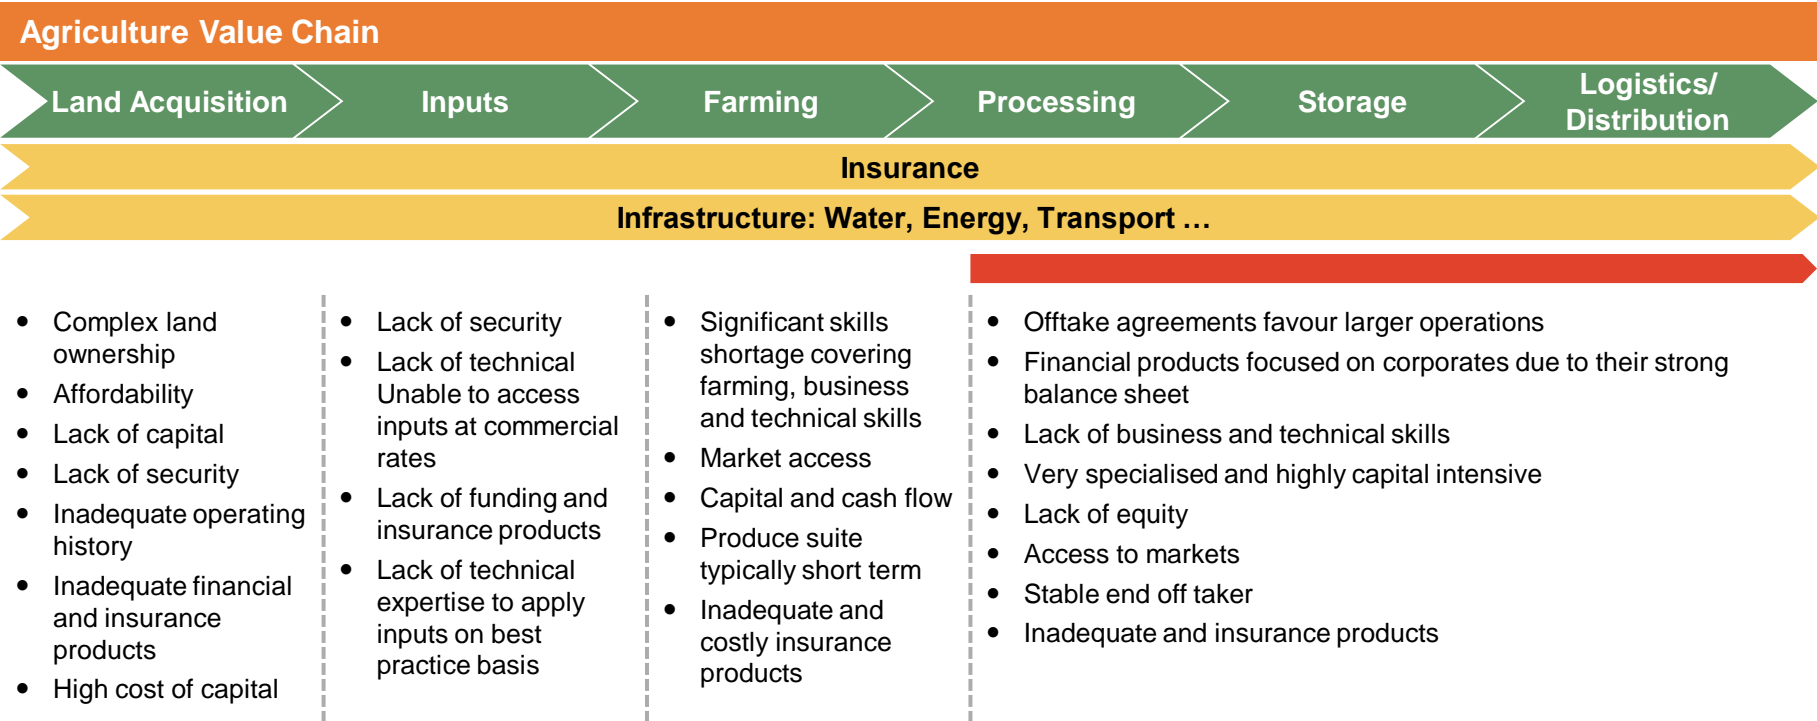 Agriculture Value Chain
Land Acquisition
Inputs
Farming
Processing
Storage
Logistics/
Distribution
Insurance
Infrastructure: Water, Energy, Transport …
• Complex land
ownership
• Affordability
• Lack of capital
• Lack of security
• Inadequate operating
history
• Inadequate financial
and insurance
products
• High cost of capital
• Lack of security
• Lack of technical
Unable to access
inputs at commercial
rates
• Lack of funding and
insurance products
• Lack of technical
expertise to apply
inputs on best
practice basis
• Significant skills
shortage covering
farming, business
and technical skills
• Market access
• Capital and cash flow
• Produce suite
typically short term
• Inadequate and
costly insurance
products
• Offtake agreements favour larger operations
• Financial products focused on corporates due to their strong
balance sheet
• Lack of business and technical skills
• Very specialised and highly capital intensive
• Lack of equity
• Access to markets
• Stable end off taker
• Inadequate and insurance products